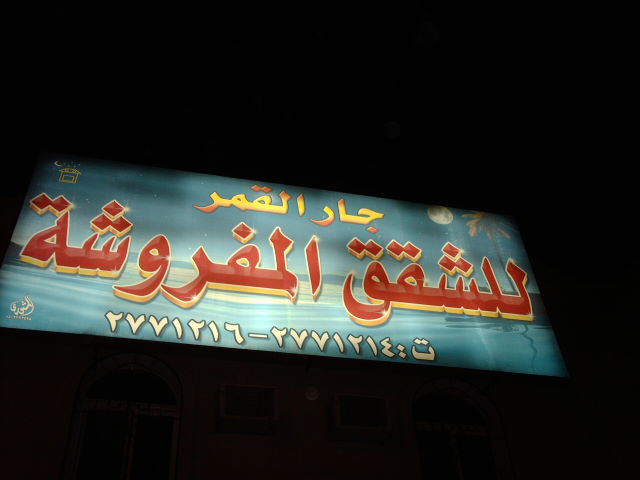 جار القمر
للشقق المفروشة
ت: ٢٧٧١٢١٤ - ٢٧٧١٢١٦